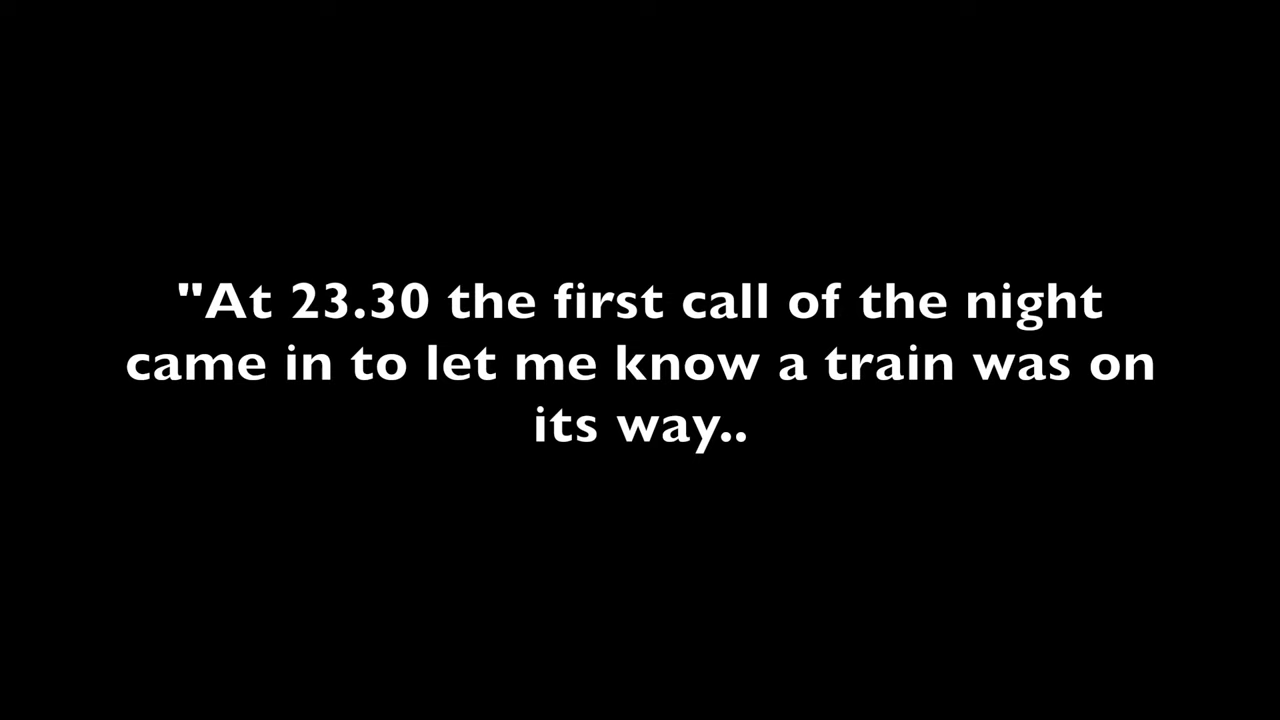 "At 23.30 the first call of the night
came in to let me know a train was on
its way..